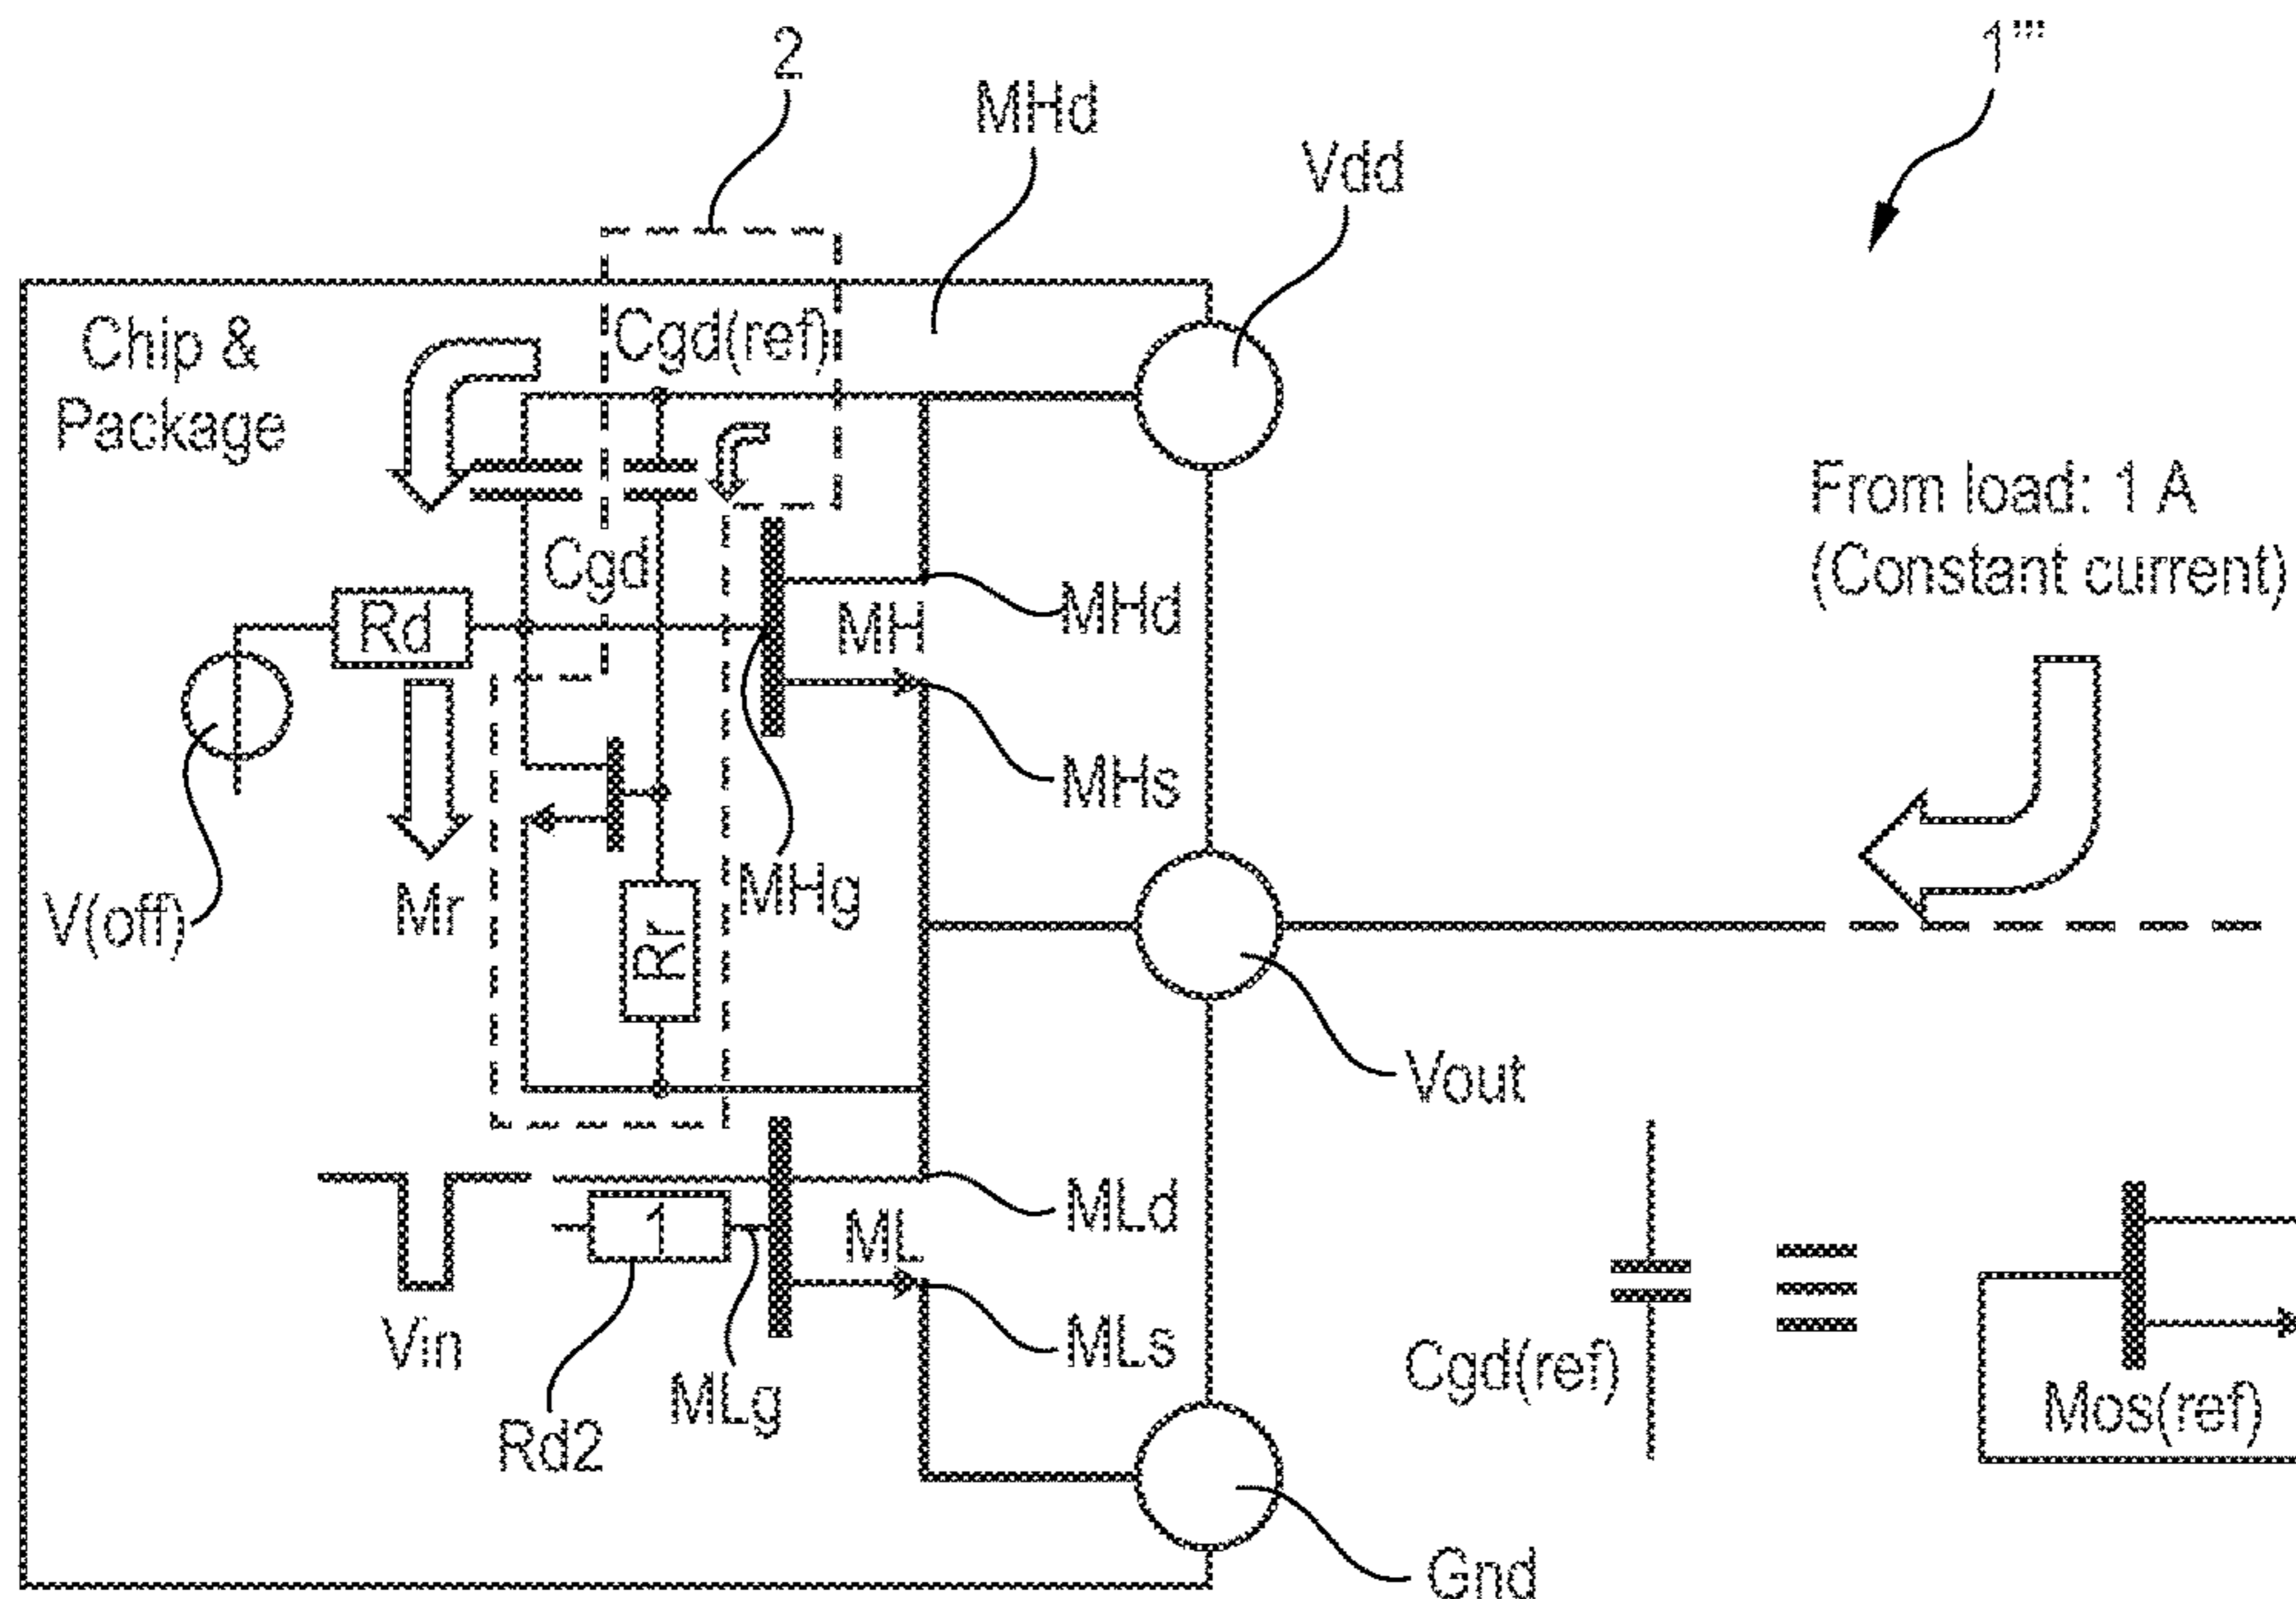 2
1'''
MHd
Vdd
Chip &
Package
Cgd(ref)
From load: 1 A
(Constant current)
Cgd
Rd
MH
MHd
MHs
V(off)
Mr
MHg
Rr
Vout
MLd
1
ML
Vin
MLs
MLg
Rd2
Cgd(ref)
Mos(ref)
Gnd